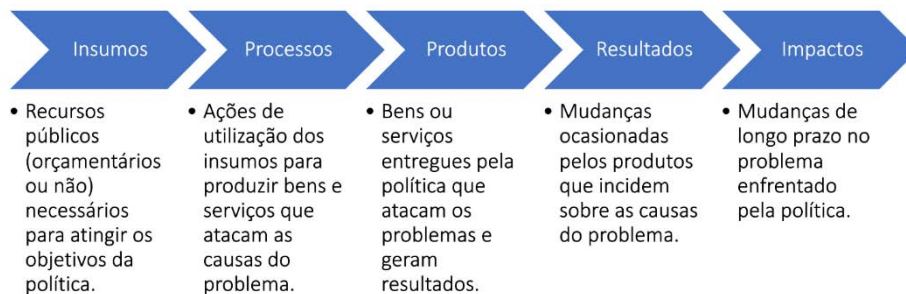 Insumos
Processos
Produtos
Resultados
Impactos
• Recursos
públicos
(orçamentários
ou não)
necessários
para atingir os
objetivos da
política.
• Ações de
utilização dos
insumos para
produzir bens e
serviços que
atacam as
causas do
problema.
• Bens ou
serviços
entregues pela
política que
atacam os
problemas e
geram
resultados.
• Mudanças
ocasionadas
pelos produtos
que incidem
sobre as causas
do problema.
• Mudanças de
longo prazo no
problema
enfrentado
pela política.